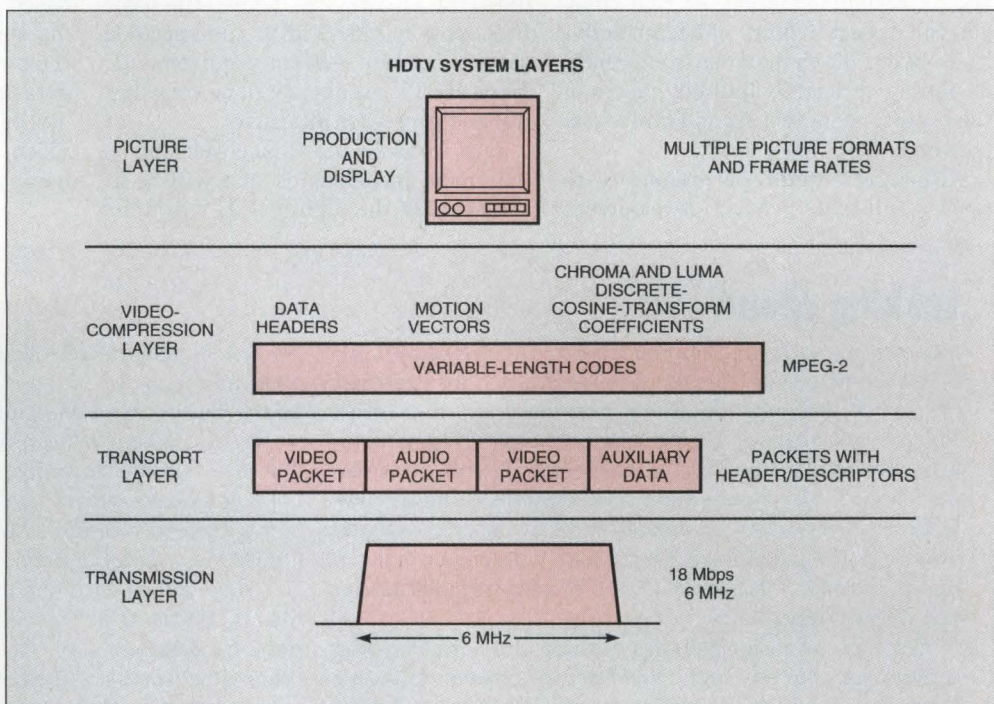 HDTV SYSTEM LAYERS
PICTURE
LAYER
PRODUCTION
AND
DISPLAY
MULTIPLE PICTURE FORMATS
AND FRAME RATES
VIDEO-
COMPRESSION
LAYER
DATA
HEADERS
MOTION
VECTORS
CHROMA AND LUMA
DISCRETE-
COSINE-TRANSFORM
COEFFICIENTS
VARIABLE-LENGTH CODES
MPEG-2
TRANSPORT
LAYER
VIDEO
PACKET
AUDIO
PACKET
VIDEO
PACKET
AUXILIARY
DATA
PACKETS WITH
HEADER/DESCRIPTORS
TRANSMISSION
LAYER
18 Mbps
6 MHz
6 MHz